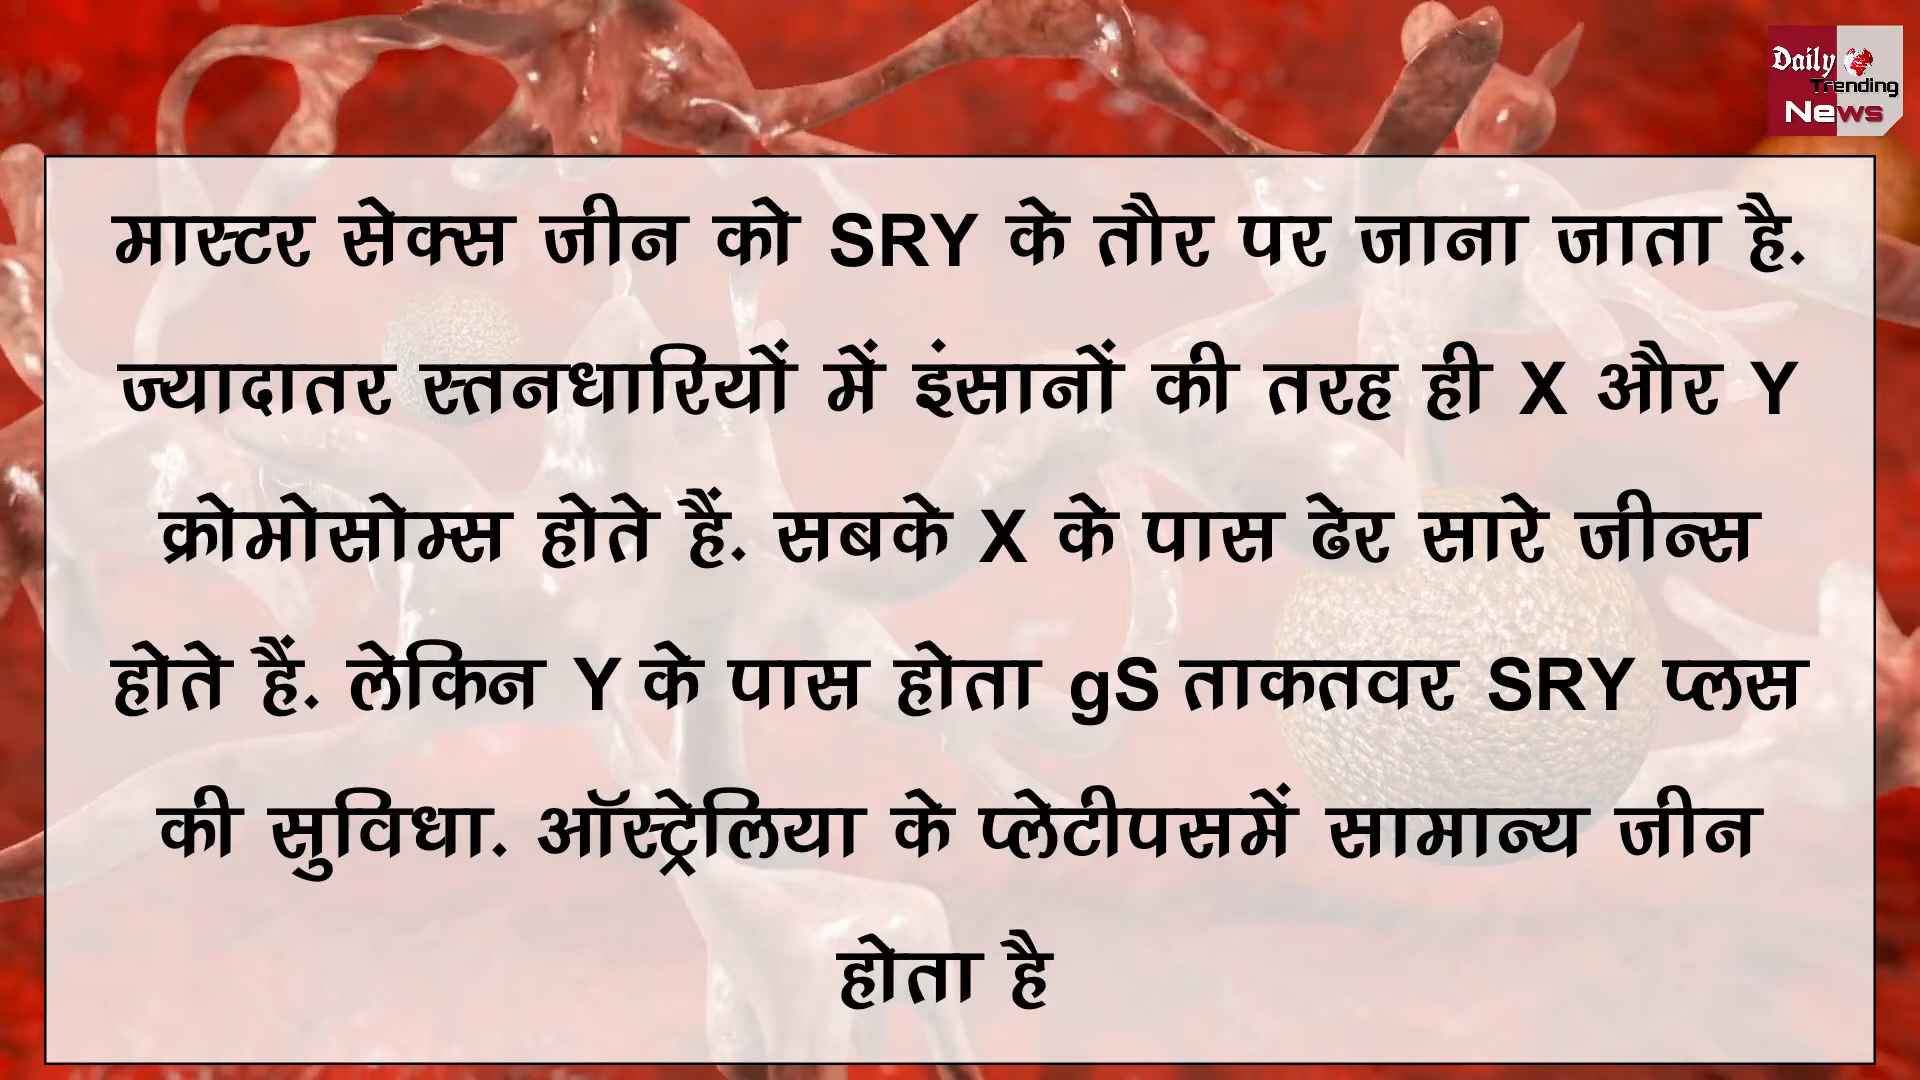 Daily
Trending
News
मास्टर सेक्स जीन को SRY के तौर पर जाना जाता है.
ज्यादातर स्तनधारियों में इंसानों की तरह ही X और Y
क्रोमोसोम्स होते हैं. सबके X के पास ढेर सारे जीन्स
होते हैं. लेकिन Y के पास होता gS ताकतवर SRY प्लस
की सुविधा. ऑस्ट्रेलिया के प्लेटीपसमें सामान्य जीन
होता है